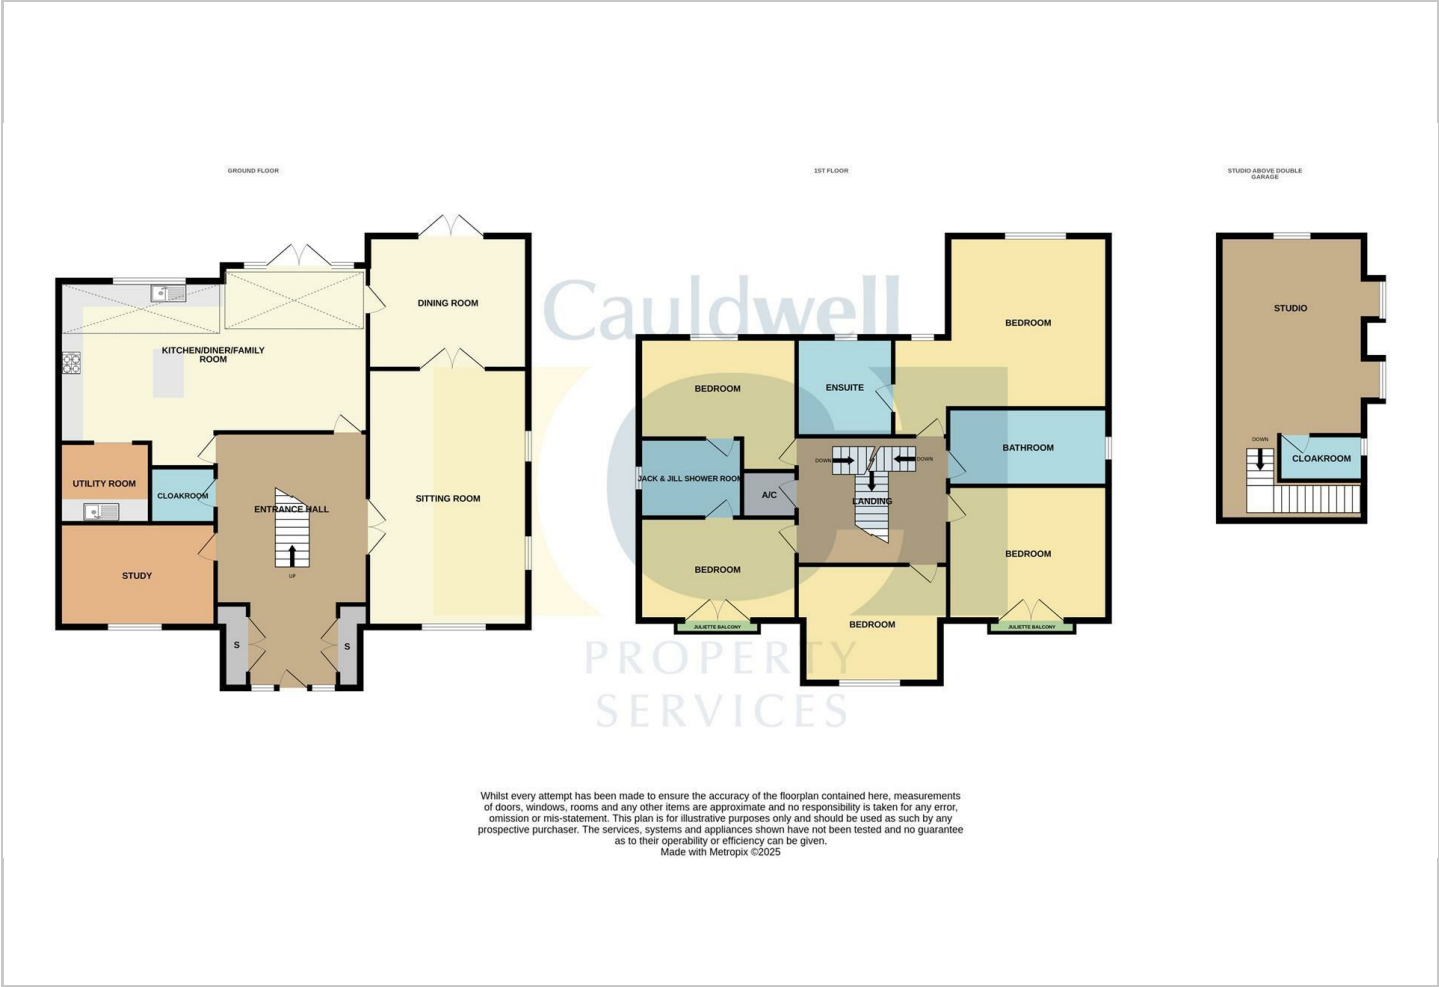 GROUND FLOOR
1ST FLOOR
STUDIO ABOVE DOUBLE
GARAGE
DINING ROOM
KITCHEN/DINER/FAMILY
ROOM
UTILITY ROOM
CLOAKROOM
ENTRANCE HALL
SITTING ROOM
STUDY
UP
S
S
Cauldwell
PROPERTY
SERVICES
BEDROOM
BEDROOM
ENSUITE
BATHROOM
DOWN
DOWN
JACK & JILL SHOWER ROOM
A/C
LANDING
BEDROOM
BEDROOM
BEDROOM
JULIETTE BALCONY
JULIETTE BALCONY
STUDIO
DOWN
CLOAKROOM
Whilst every attempt has been made to ensure the accuracy of the floorplan contained here, measurements
of doors, windows, rooms and any other items are approximate and no responsibility is taken for any error,
omission or mis-statement. This plan is for illustrative purposes only and should be used as such by any
prospective purchaser. The services, systems and appliances shown have not been tested and no guarantee
as to their operability or efficiency can be given.
Made with Metropix ©2025